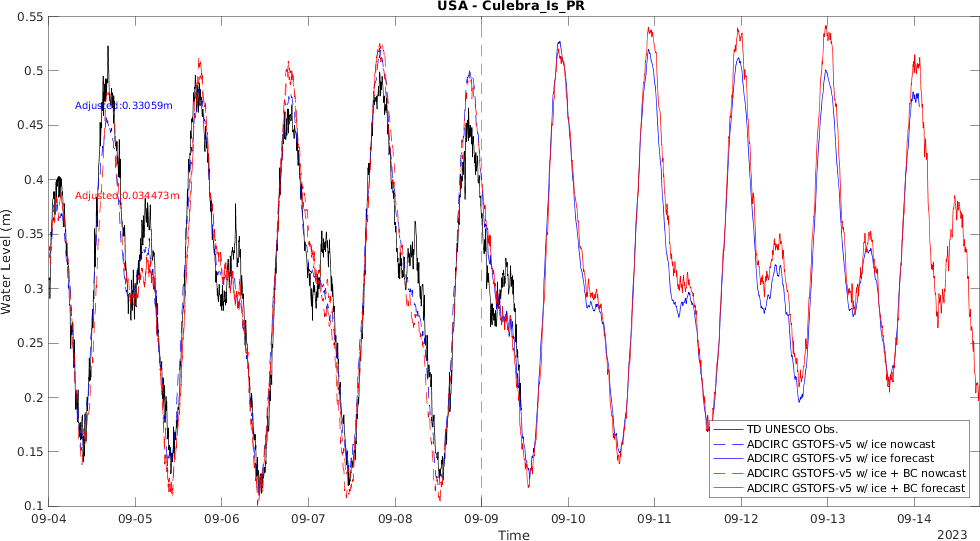 USA - Culebra_Is_PR
0.55
0.5
0.45
0.4
0.35
0.3
0.25
0.2
0.15
0.1
Water Level (m)
Adjusted:0.33059m
Adjusted:0.034473m
TD UNESCO Obs.
ADCIRC GSTOFS-v5 w/ ice nowcast
ADCIRC GSTOFS-v5 w/ ice forecast
ADCIRC GSTOFS-v5 w/ ice + BC nowcast
ADCIRC GSTOFS-v5 w/ ice + BC forecast
09-04 09-05 09-06 09-07 09-08 09-09 09-10 09-11 09-12 09-13 09-14
Time
2023